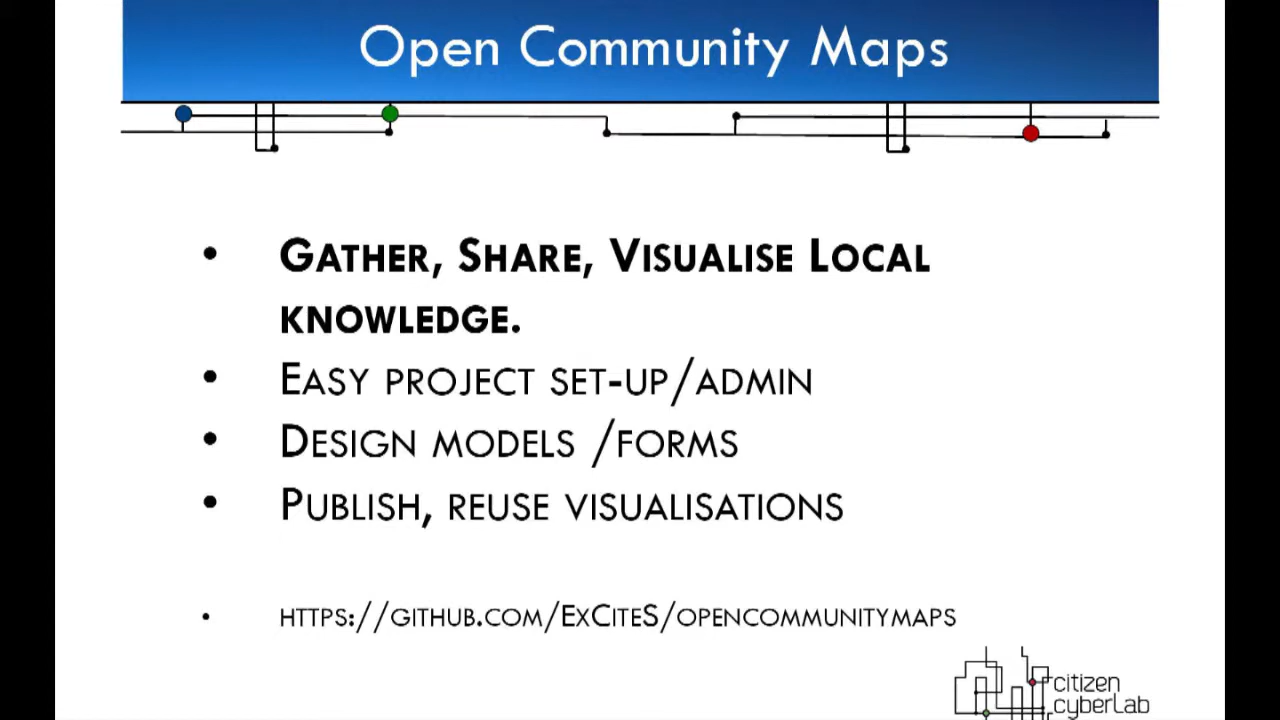 Open Community Maps
• Gather, Share, Visualise Local
knowledge.
• Easy project set-up/admin
• Design models /forms
• Publish, reuse visualisations
• https://github.com/ExCiteS/opencommunitymaps
citizen
cyberLab